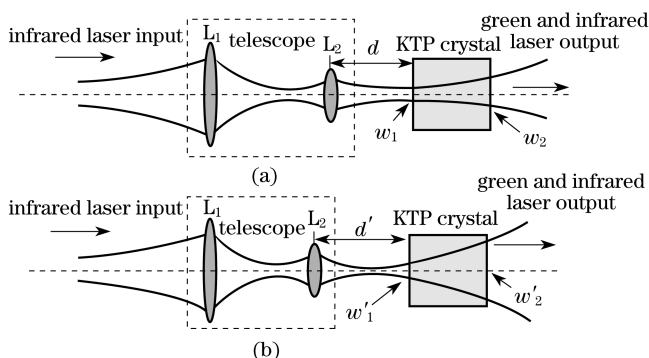 green and infrared
laser output
infrared laser input
L1
telescope
L2
d
KTP crystal
w1
w2
(a)
green and infrared
laser output
infrared laser input
L1
telescope
L2
d′
KTP crystal
w′1
w′2
(b)